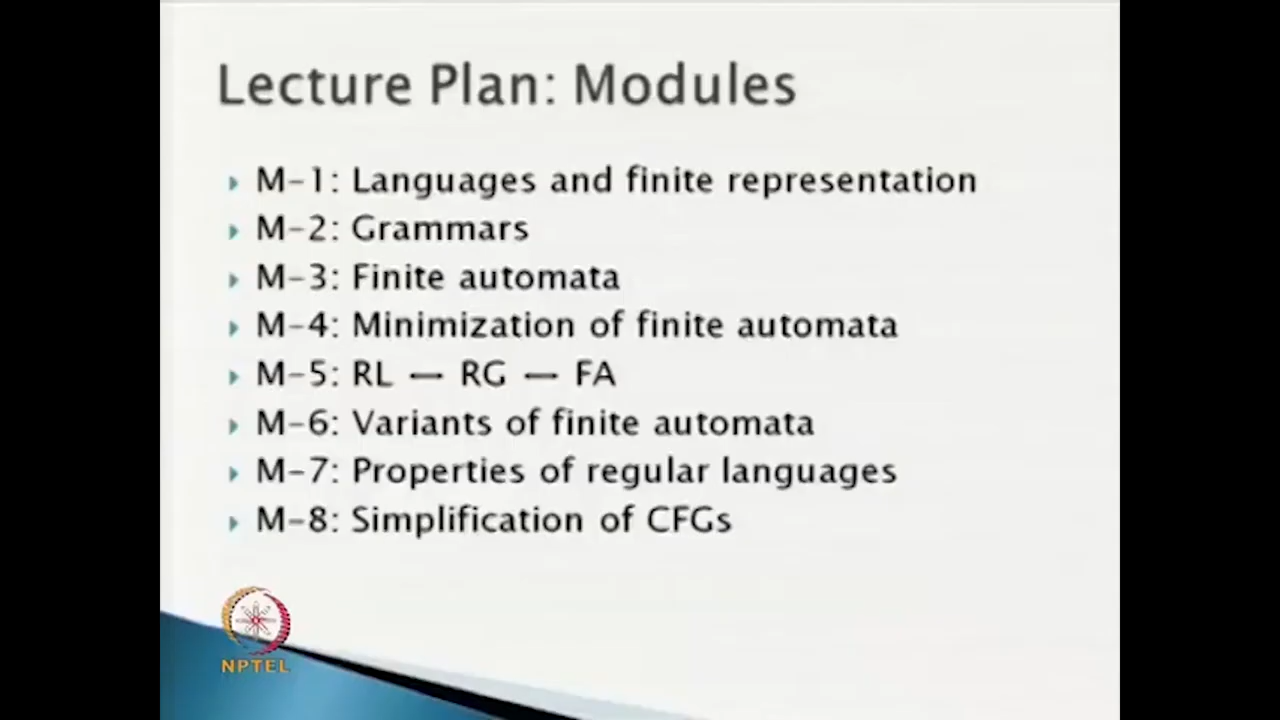 Lecture Plan: Modules
M-1: Languages and finite representation
M-2: Grammars
M-3: Finite automata
M-4: Minimization of finite automata
M-5: RL — RG — FA
M-6: Variants of finite automata
M-7: Properties of regular languages
M-8: Simplification of CFGs
NPTEL